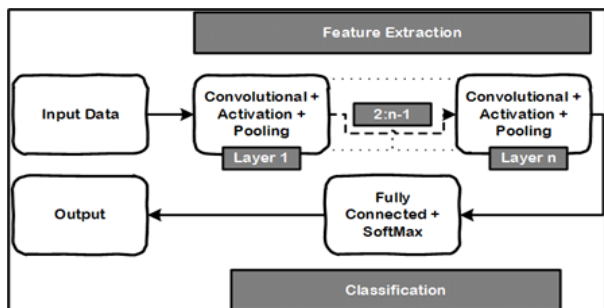 Feature Extraction
Input Data
Convolutional +
Activation +
Pooling
Layer 1
2:n-1
Convolutional +
Activation +
Pooling
Layer n
Output
Fully
Connected +
SoftMax
Classification